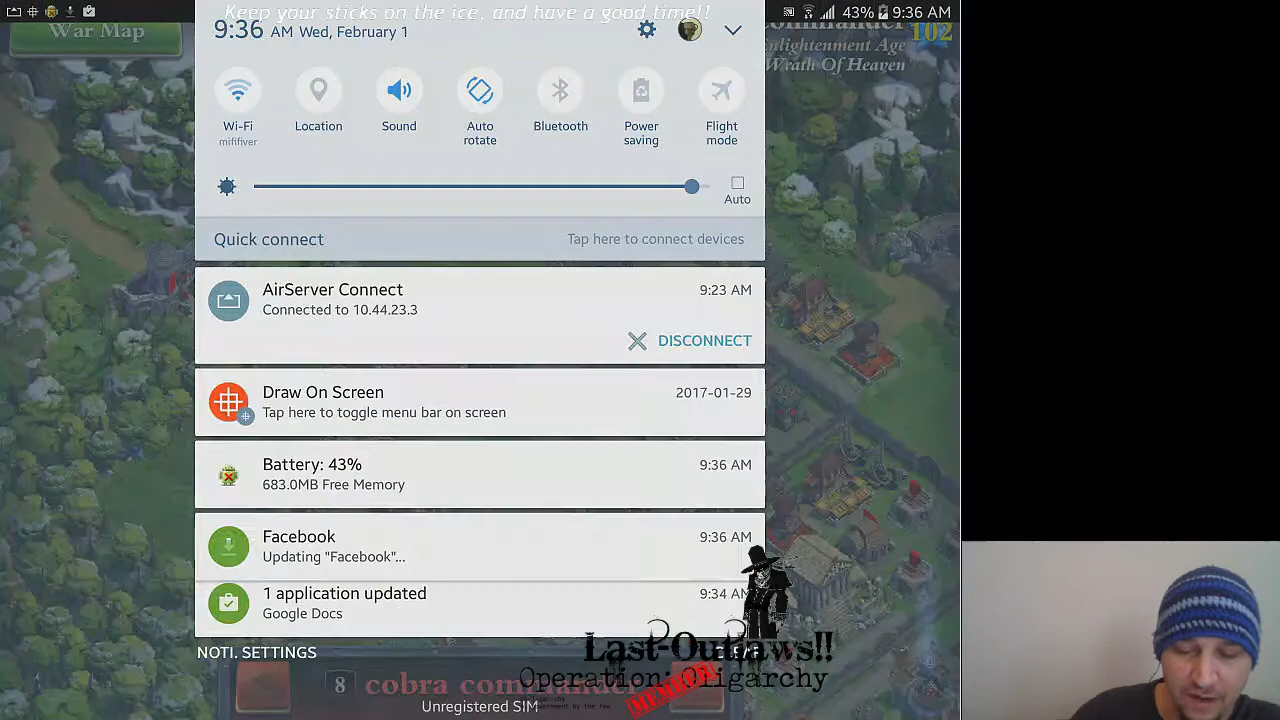 Keep your sticks on the ice, and have a good time!!
43% 9:36 AM
War Map
9:36 AM Wed, February 1
102
Enlightenment Age
Wrath Of Heaven
Wi-Fi
mififiver
Location
Sound
Auto
rotate
Bluetooth
Power
saving
Flight
mode
Auto
Quick connect
Tap here to connect devices
AirServer Connect
9:23 AM
Connected to 10.44.23.3
DISCONNECT
Draw On Screen
2017-01-29
Tap here to toggle menu bar on screen
Battery: 43%
9:36 AM
683.0MB Free Memory
Facebook
9:36 AM
Updating "Facebook"...
1 application updated
9:34 AM
Google Docs
NOTI. SETTINGS
CLEAR
Last-Outlaws!!
Operation: Oligarchy
MEMBER
8 cobra commander
Unregistered SIM